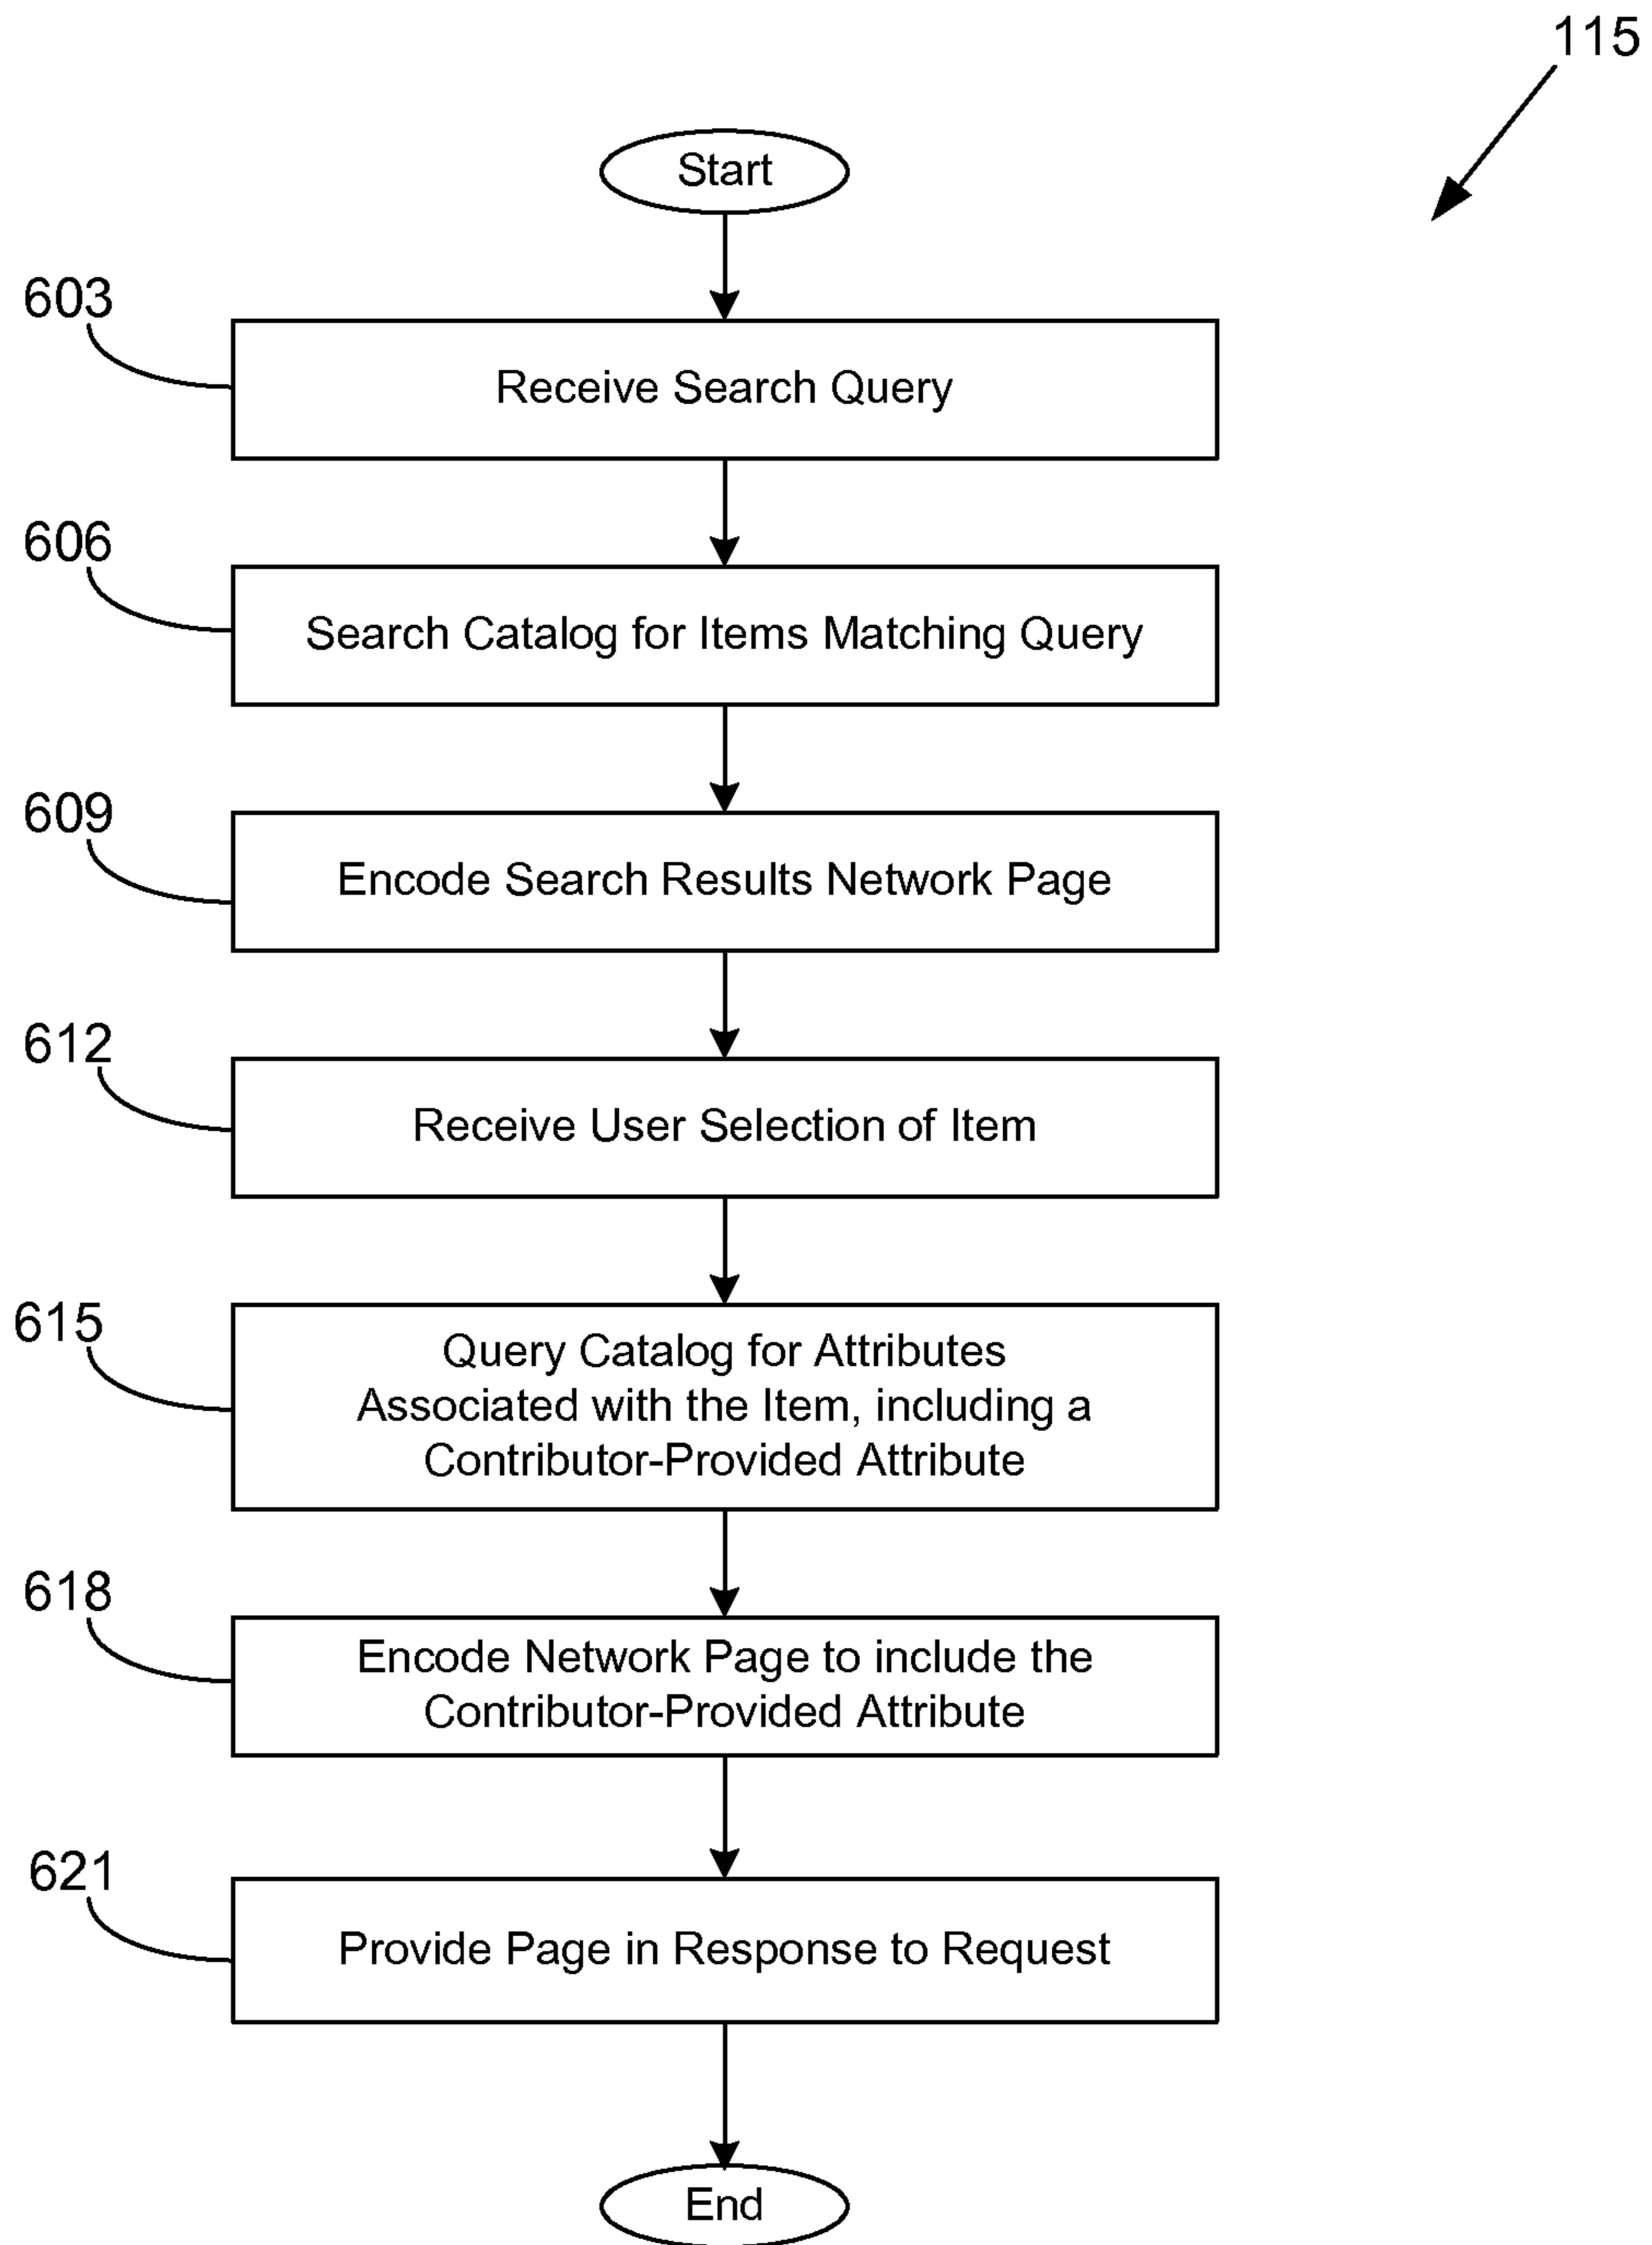 115
Start
603
Receive Search Query
606
Search Catalog for Items Matching Query
609
Encode Search Results Network Page
612
Receive User Selection of Item
615
Query Catalog for Attributes
Associated with the Item, including a
Contributor-Provided Attribute
618
Encode Network Page to include the
Contributor-Provided Attribute
621
Provide Page in Response to Request
End